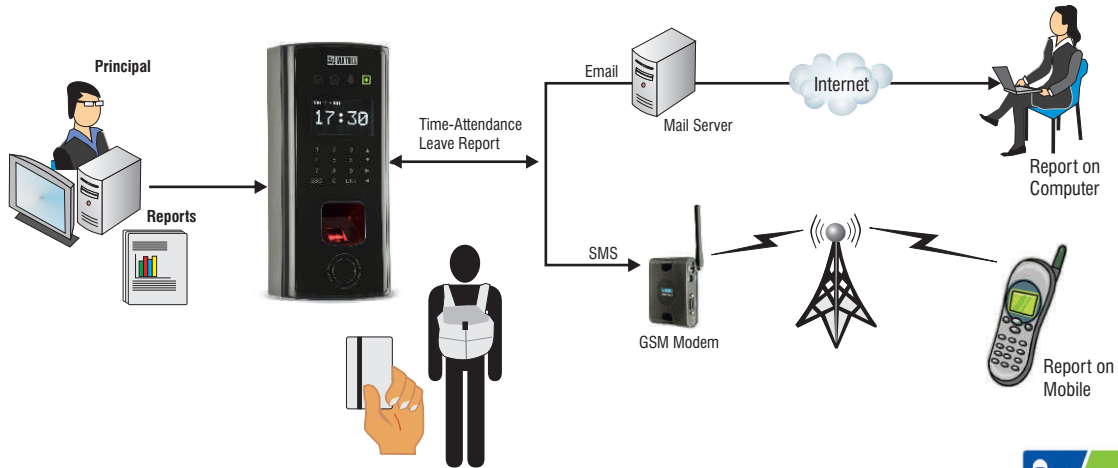 Principal
Reports
MATRIX
17:30
Time-Attendance
Leave Report
Email
Mail Server
Internet
Report on
Computer
SMS
GSM Modem
Report on
Mobile